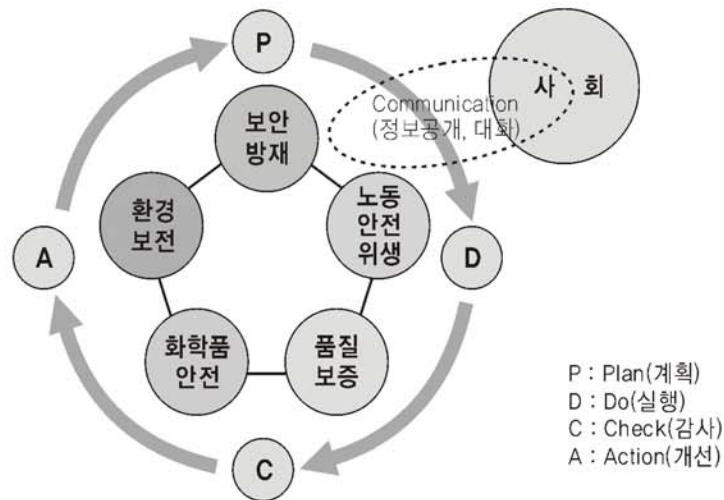 P
사 회
Communication
(정보공개, 대화)
보안
방재
환경
보전
노동
안전
위생
A
D
화학품
안전
품질
보증
C
P : Plan(계획)
D : Do(실행)
C : Check(감사)
A : Action(개선)